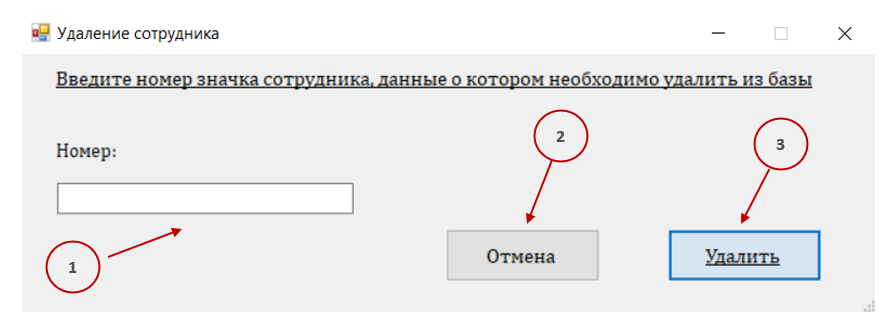 Удаление сотрудника
Введите номер значка сотрудника, данные о котором необходимо удалить из базы
2
3
Номер:
1
Отмена
Удалить